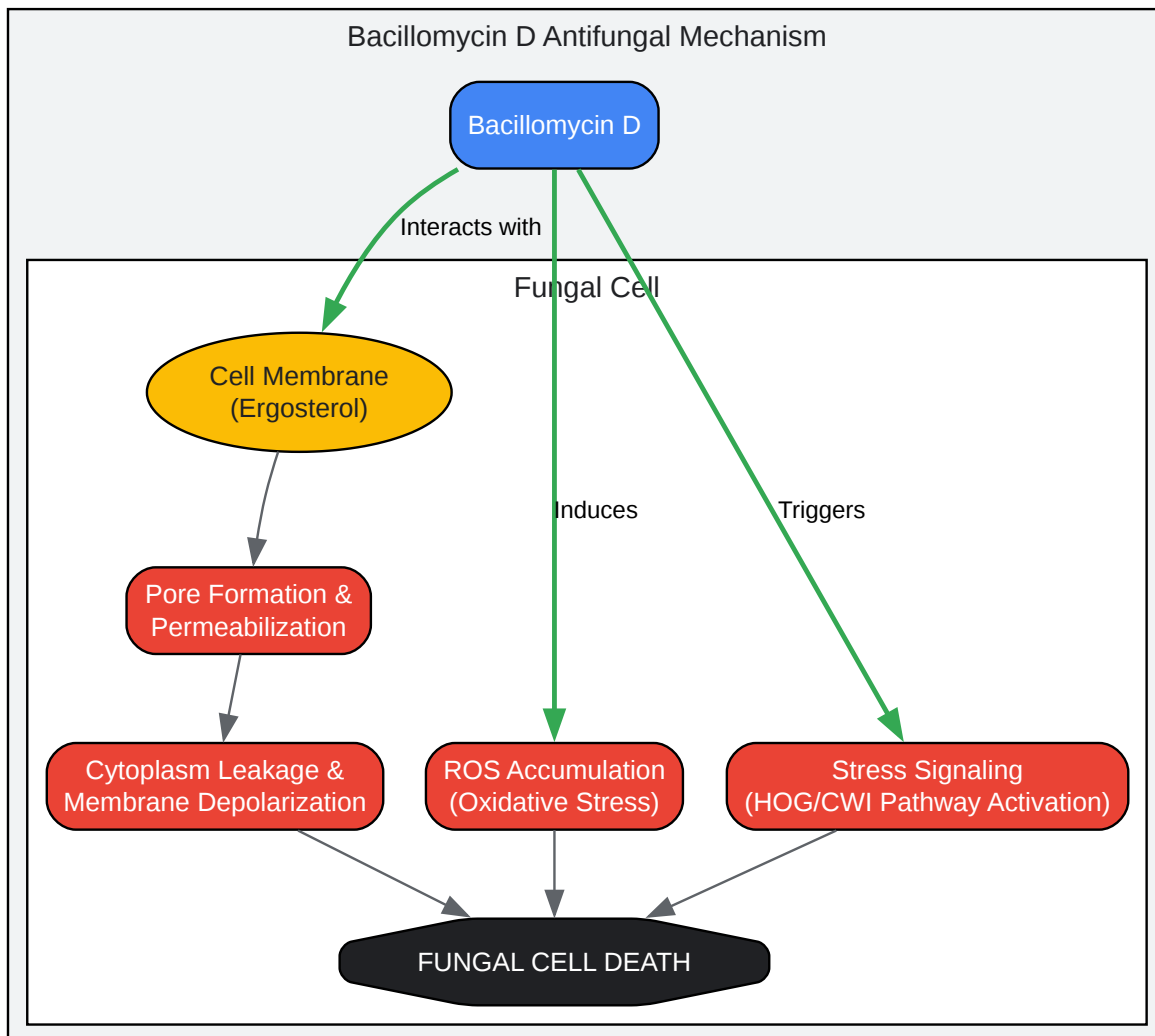 Bacillomycin D Antifungal Mechanism
Bacillomycin D
Interacts with
Fungal Cell
Cell Membrane
(Ergosterol)
Induces
Triggers
Pore Formation &
Permeabilization
Cytoplasm Leakage &
Membrane Depolarization
ROS Accumulation
(Oxidative Stress)
Stress Signaling
(HOG/CWI Pathway Activation)
FUNGAL CELL DEATH